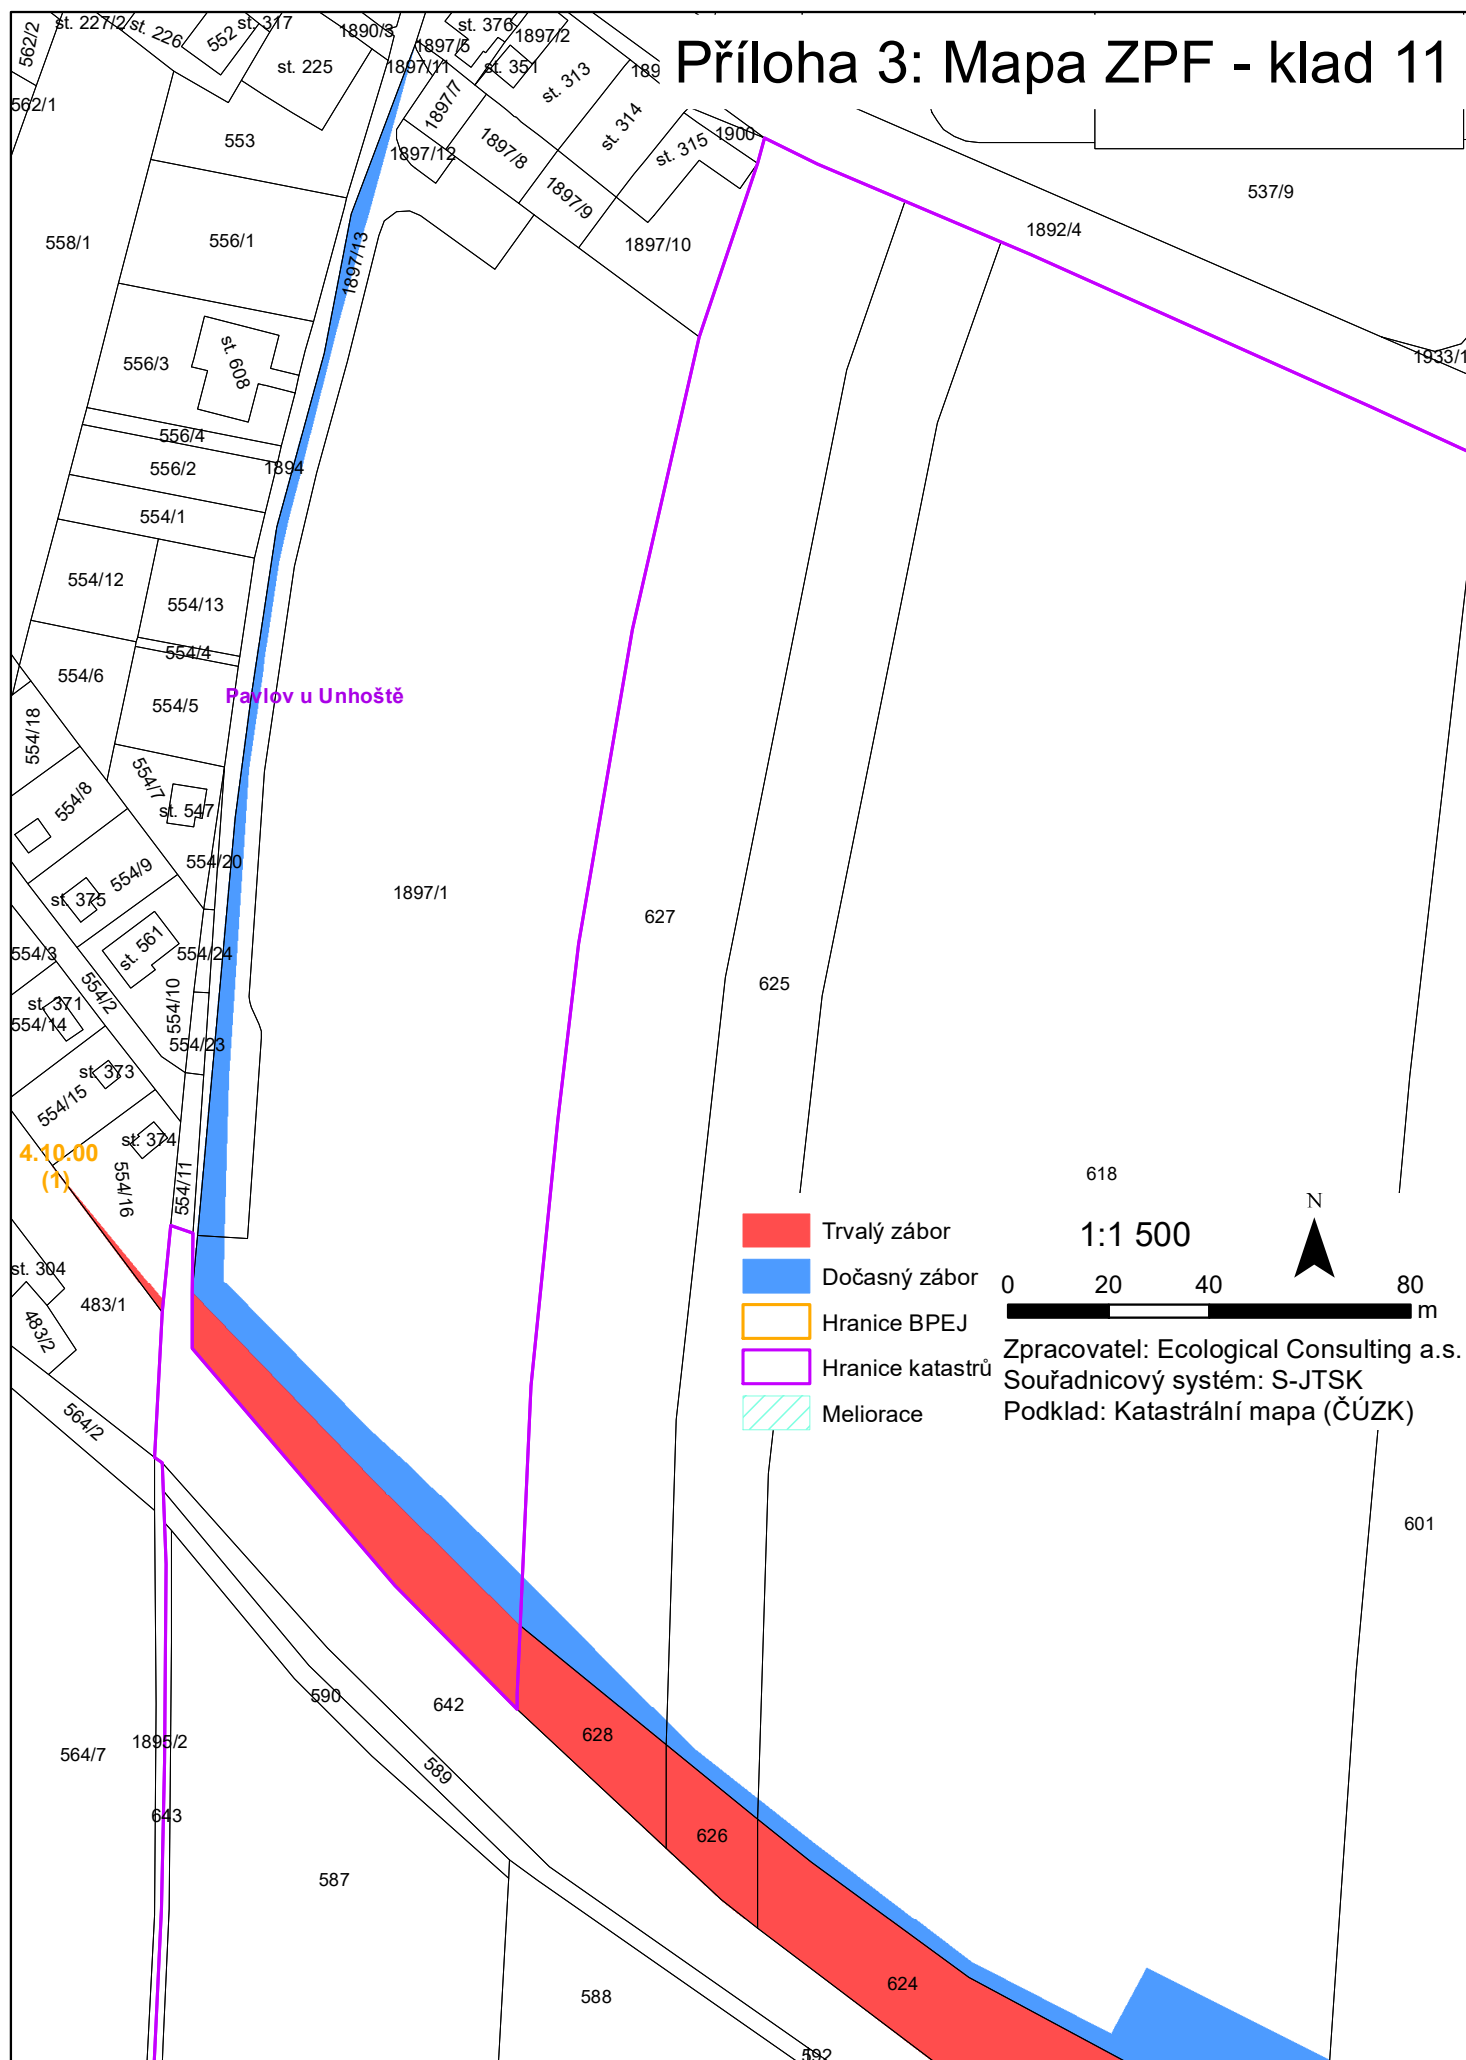 Příloha 3: Mapa ZPF - klad 11
562/2
st. 227/2
st. 226
552
st. 317
1890/3
1897/5
st. 376
1897/2
562/1
st. 225
1897/11
st. 351
st. 313
189
1897/7
553
1897/12
1897/8
st. 314
st. 315
1900
537/9
558/1
556/1
1897/13
1897/9
1897/10
1892/4
556/3
st. 608
1933/1
556/4
556/2
1894
554/1
554/12
554/13
554/4
554/6
554/5
Pavlov u Unhoště
554/18
554/7
554/8
st. 547
554/9
554/20
st. 375
1897/1
627
st. 561
554/3
554/24
554/2
554/10
625
st. 371
554/14
554/23
st. 373
554/15
st. 374
4.10.00
(1)
554/16
554/11
618
Trvalý zábor
Dočasný zábor
Hranice BPEJ
Hranice katastrů
Meliorace
1:1 500
N
0 20 40 80
m
Zpracovatel: Ecological Consulting a.s.
Souřadnicový systém: S-JTSK
Podklad: Katastrální mapa (ČÚZK)
st. 304
483/1
483/2
564/2
601
590
642
628
564/7
1895/2
589
643
626
587
624
588
592